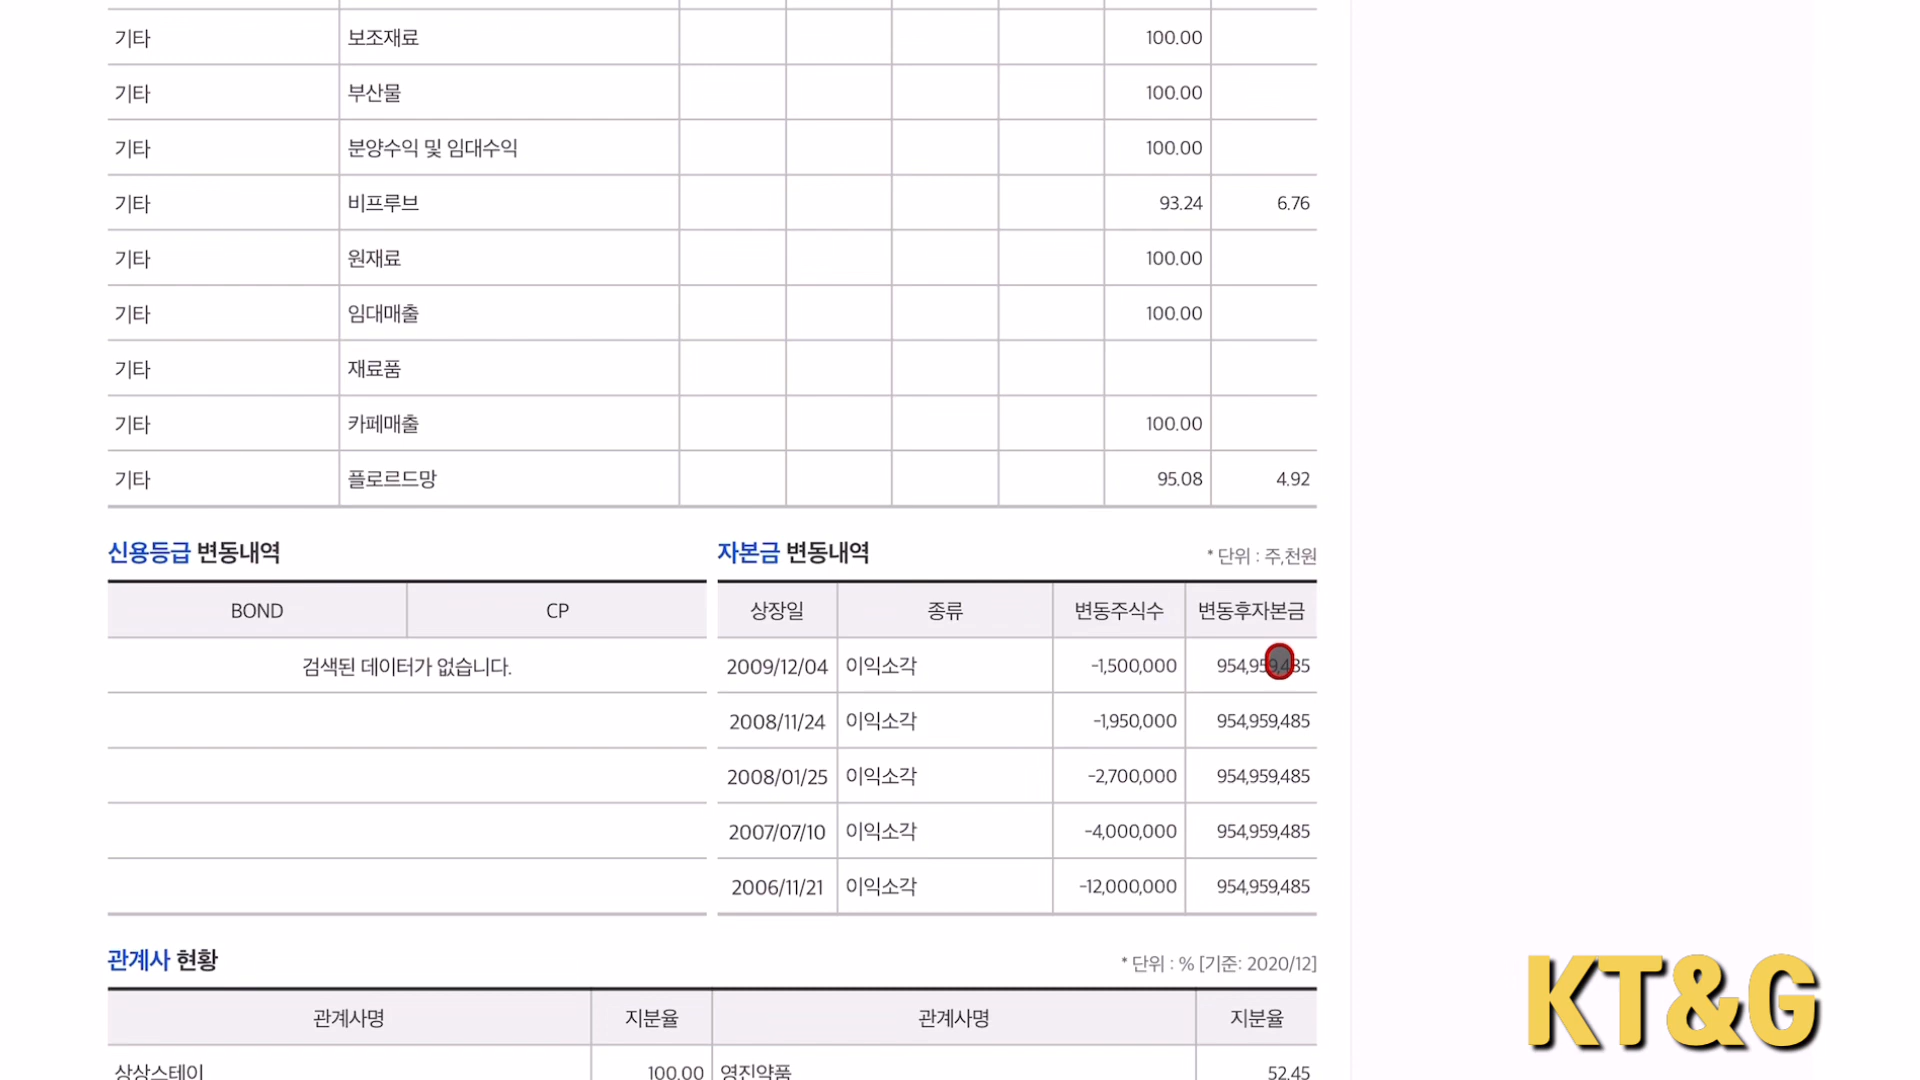 기타 보조재료 100.00
기타 부산물 100.00
기타 분양수익 및 임대수익 100.00
기타 비프루브 93.24 6.76
기타 원재료 100.00
기타 임대매출 100.00
기타 재료품
기타 카페매출 100.00
기타 플로르드망 95.08 4.92
신용등급 변동내역
BOND CP
검색된 데이터가 없습니다.
자본금 변동내역 * 단위 : 주,천원
상장일 종류 변동주식수 변동후자본금
2009/12/04 이익소각 -1,500,000 954,959,485
2008/11/24 이익소각 -1,950,000 954,959,485
2008/01/25 이익소각 -2,700,000 954,959,485
2007/07/10 이익소각 -4,000,000 954,959,485
2006/11/21 이익소각 -12,000,000 954,959,485
관계사 현황 * 단위 : % [기준: 2020/12]
관계사명 지분율 관계사명 지분율
상상스테이 100.00 영진약품 52.45
KT&G